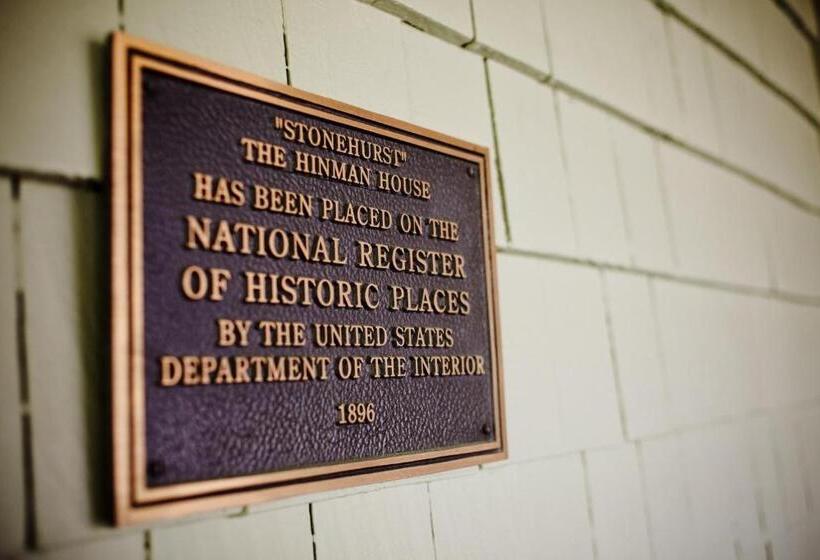 "STONEHURST"
THE HINMAN HOUSE
HAS BEEN PLACED ON THE
NATIONAL REGISTER
OF HISTORIC PLACES
BY THE UNITED STATES
DEPARTMENT OF THE INTERIOR
1896